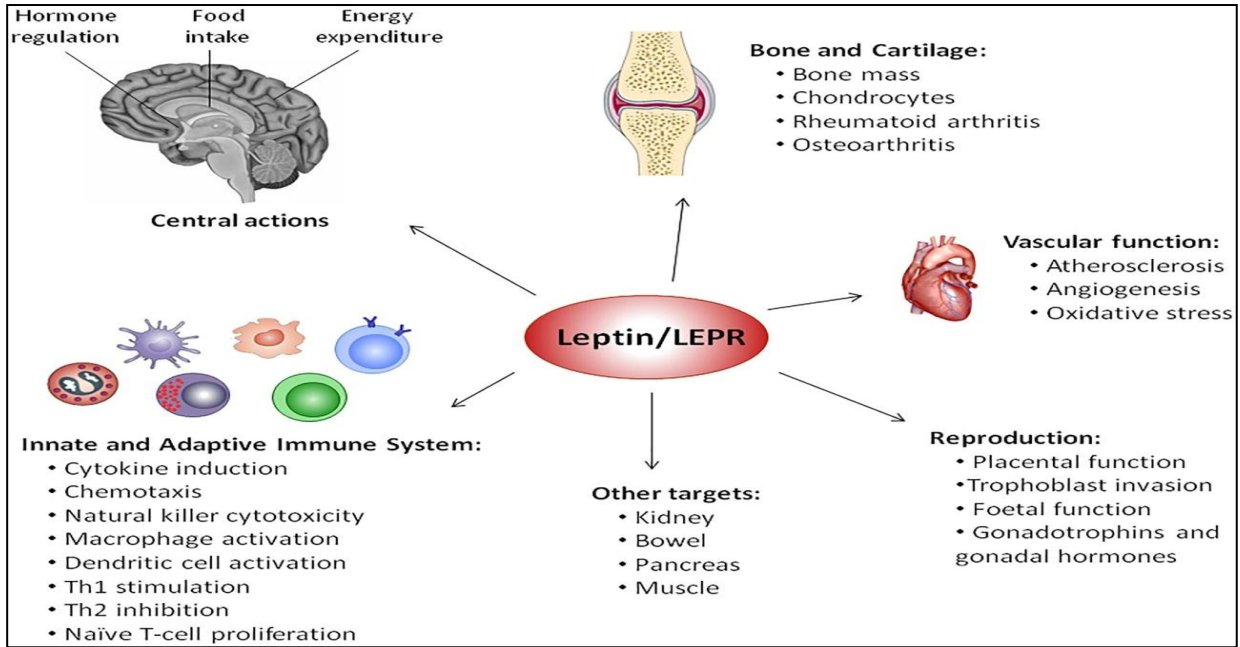 Hormone
regulation
Food
intake
Energy
expenditure
Central actions
Bone and Cartilage:
• Bone mass
• Chondrocytes
• Rheumatoid arthritis
• Osteoarthritis
Vascular function:
• Atherosclerosis
• Angiogenesis
• Oxidative stress
Leptin/LEPR
Innate and Adaptive Immune System:
• Cytokine induction
• Chemotaxis
• Natural killer cytotoxicity
• Macrophage activation
• Dendritic cell activation
• Th1 stimulation
• Th2 inhibition
• Naïve T-cell proliferation
Other targets:
• Kidney
• Bowel
• Pancreas
• Muscle
Reproduction:
• Placental function
•Trophoblast invasion
• Foetal function
• Gonadotrophins and
gonadal hormones